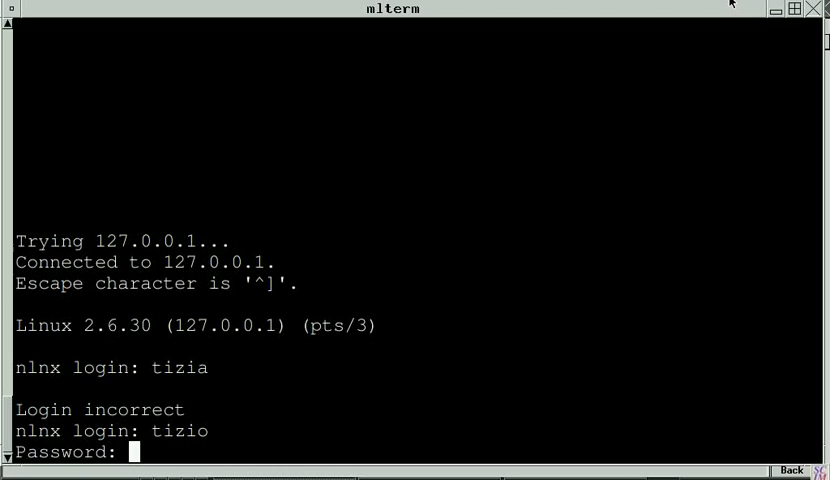 mlterm
Trying 127.0.0.1...
Connected to 127.0.0.1.
Escape character is '^]'.
Linux 2.6.30 (127.0.0.1) (pts/3)
nlnx login: tizia
Login incorrect
nlnx login: tizio
Password:
Back
SCIM